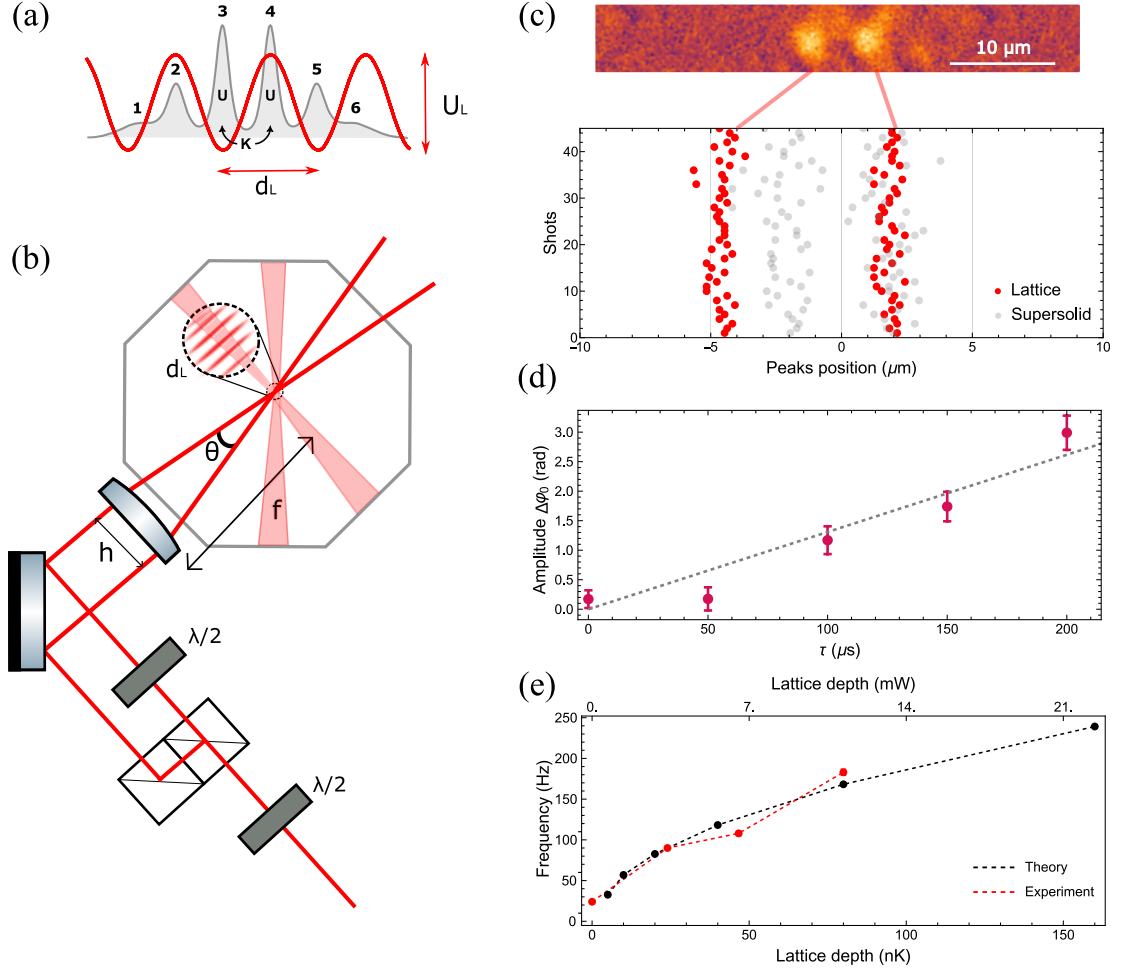 (a)
1
2
3
4
5
6
U
U
K
U_L
d_L
(b)
d_L
θ
f
h
λ/2
λ/2
(c)
10 μm
Shots
40
30
20
10
0
Lattice
Supersolid
−10 −5 0 5 10
Peaks position (μm)
(d)
Amplitude Δφ₀ (rad)
3.0
2.5
2.0
1.5
1.0
0.5
0.0
0 50 100 150 200
τ (μs)
(e)
Lattice depth (mW)
0. 7. 14. 21.
Frequency (Hz)
250
200
150
100
50
0
Theory
Experiment
0 50 100 150
Lattice depth (nK)